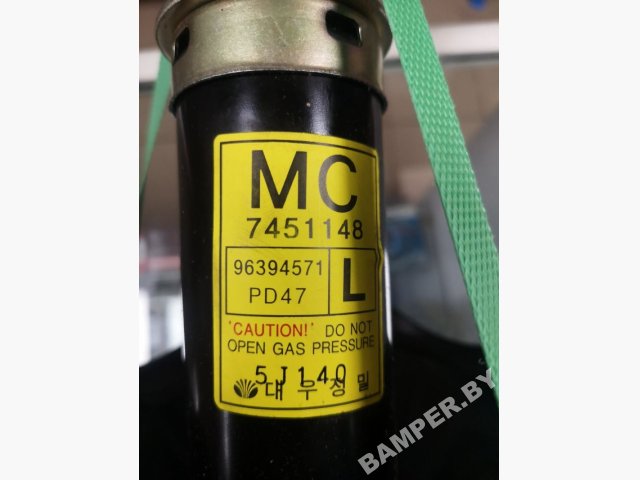 MC
7451148
96394571
PD47
L
"CAUTION!" DO NOT
OPEN GAS PRESSURE
5J140
대우정밀
BAMPER.BY